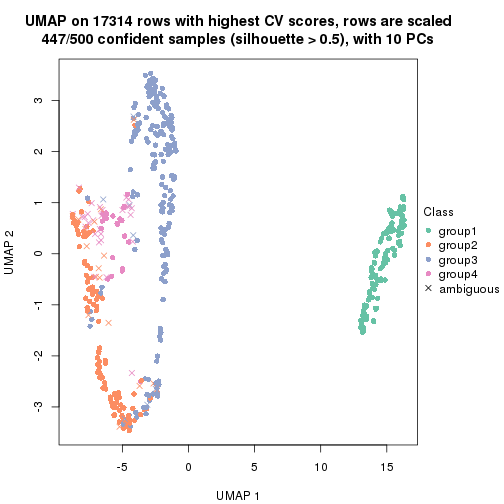 UMAP on 17314 rows with highest CV scores, rows are scaled
447/500 confident samples (silhouette > 0.5), with 10 PCs
3
2
1
0
-1
-2
-3
UMAP 2
-5
0
5
10
15
UMAP 1
Class
group1
group2
group3
group4
ambiguous